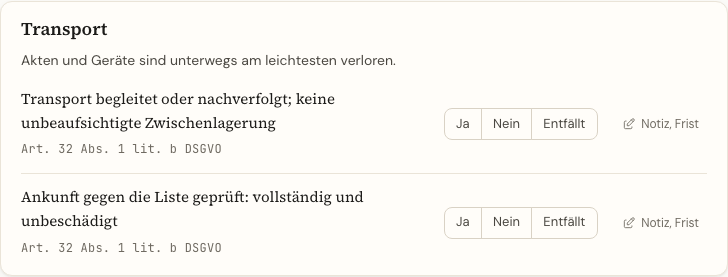 Transport
Akten und Geräte sind unterwegs am leichtesten verloren.
Transport begleitet oder nachverfolgt; keine
unbeaufsichtigte Zwischenlagerung
Ja Nein Entfällt Notiz, Frist
Art. 32 Abs. 1 lit. b DSGVO
Ankunft gegen die Liste geprüft: vollständig und
unbeschädigt
Ja Nein Entfällt Notiz, Frist
Art. 32 Abs. 1 lit. b DSGVO